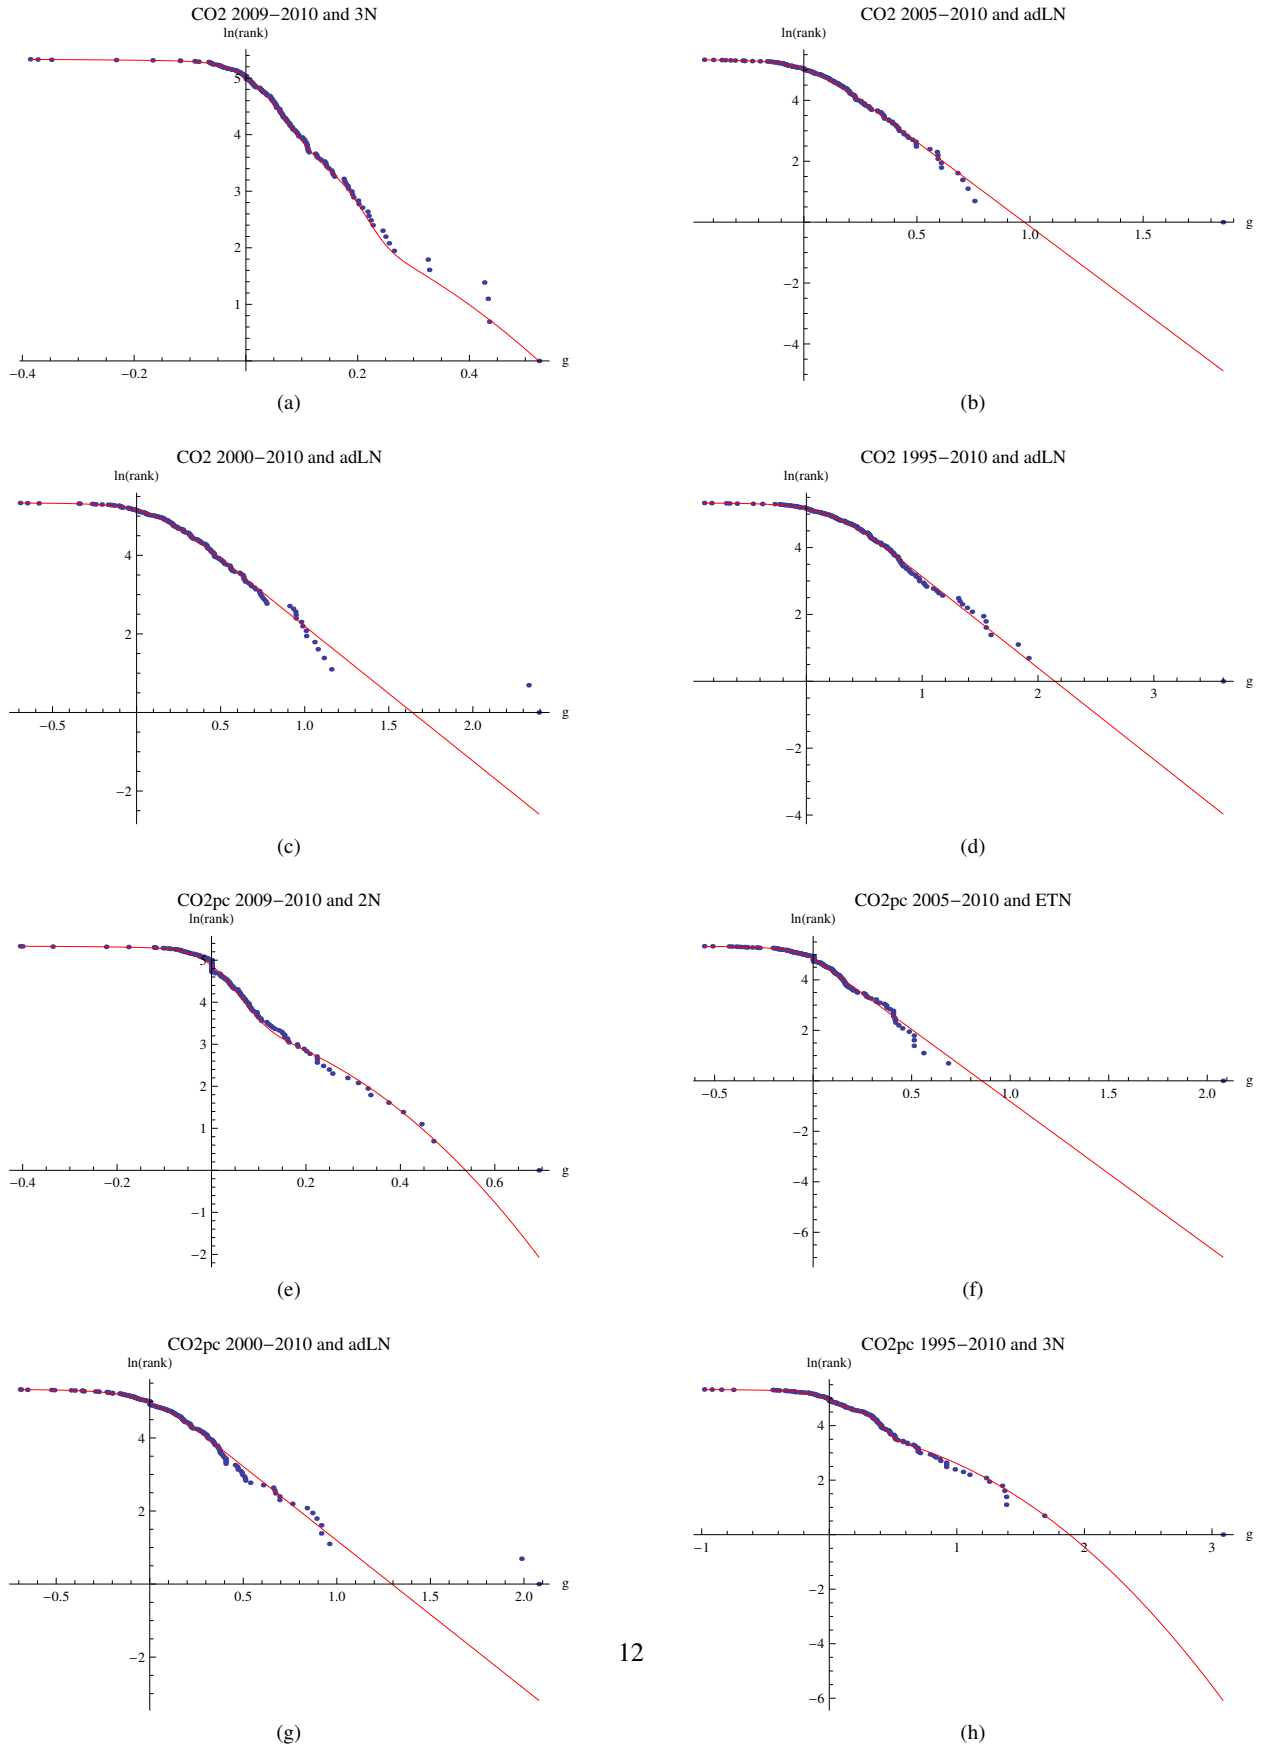 CO2 2009−2010 and 3N
ln(rank)
5
4
3
2
1
−0.4 −0.2 0.2 0.4 g
(a)
CO2 2005−2010 and adLN
ln(rank)
4
2
0.5 1.0 1.5 g
−2
−4
(b)
CO2 2000−2010 and adLN
ln(rank)
4
2
−0.5 0.5 1.0 1.5 2.0 g
−2
(c)
CO2 1995−2010 and adLN
ln(rank)
4
2
1 2 3 g
−2
−4
(d)
CO2pc 2009−2010 and 2N
ln(rank)
5
4
3
2
1
−0.4 −0.2 0.2 0.4 0.6 g
−1
−2
(e)
CO2pc 2005−2010 and ETN
ln(rank)
4
2
−0.5 0.5 1.0 1.5 2.0 g
−2
−4
−6
(f)
CO2pc 2000−2010 and adLN
ln(rank)
4
2
−0.5 0.5 1.0 1.5 2.0 g
−2
(g)
CO2pc 1995−2010 and 3N
ln(rank)
4
2
−1 1 2 3 g
−2
−4
−6
(h)
12